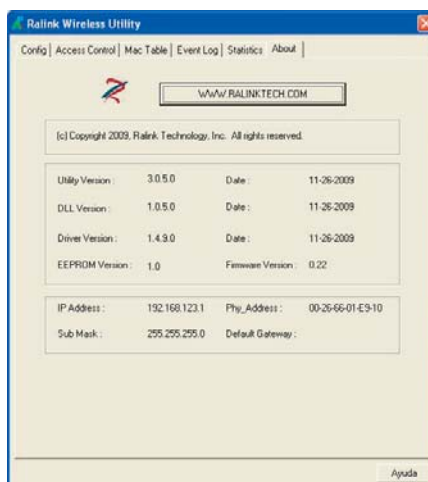 Ralink Wireless Utility
Config Access Control Mac Table Event Log Statistics About
WWW.RALINKTECH.COM
(c) Copyright 2009, Ralink Technology, Inc. All rights reserved.
Utility Version : 3.0.5.0 Date : 11-26-2009
DLL Version : 1.0.5.0 Date : 11-26-2009
Driver Version : 1.4.9.0 Date : 11-26-2009
EEPROM Version : 1.0 Firmware Version : 0.22
IP Address : 192.168.123.1 Phy_Address : 00-26-66-01-E9-10
Sub Mask : 255.255.255.0 Default Gateway :
Ayuda